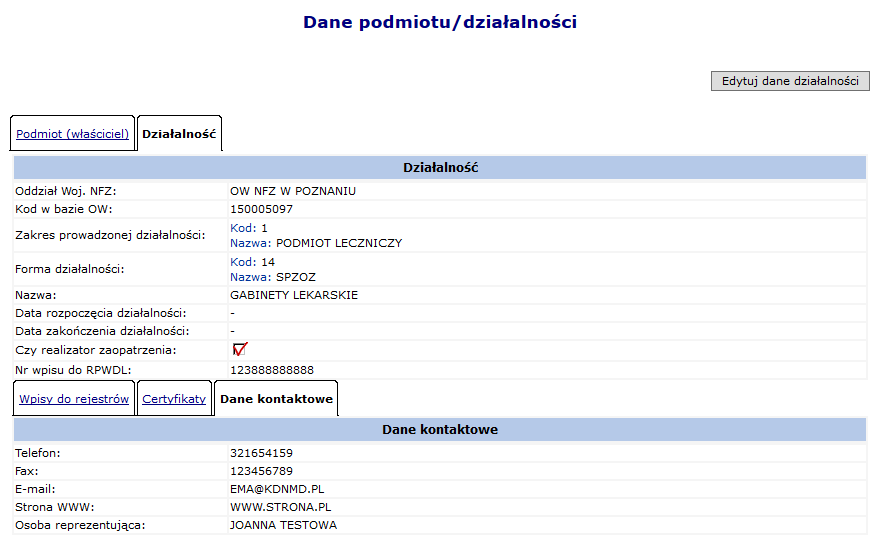 Dane podmiotu/działalności
Edytuj dane działalności
Podmiot (właściciel) Działalność
Działalność
Oddział Woj. NFZ: OW NFZ W POZNANIU
Kod w bazie OW: 150005097
Zakres prowadzonej działalności: Kod: 1
Nazwa: PODMIOT LECZNICZY
Forma działalności: Kod: 14
Nazwa: SPZOZ
Nazwa: GABINETY LEKARSKIE
Data rozpoczęcia działalności: -
Data zakończenia działalności: -
Czy realizator zaopatrzenia:
Nr wpisu do RPWDL: 123888888888
Wpisy do rejestrów Certyfikaty Dane kontaktowe
Dane kontaktowe
Telefon: 321654159
Fax: 123456789
E-mail: EMA@KDNMD.PL
Strona WWW: WWW.STRONA.PL
Osoba reprezentująca: JOANNA TESTOWA